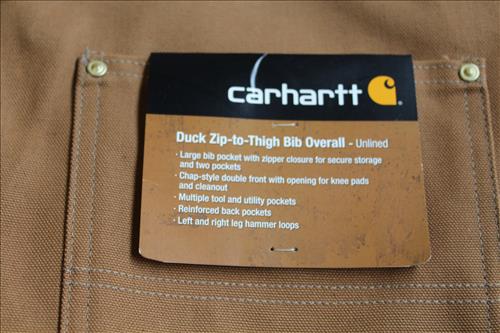 carhartt
Duck Zip-to-Thigh Bib Overall - Unlined
· Large bib pocket with zipper closure for secure storage
and two pockets
· Chap-style double front with opening for knee pads
and cleanout
· Multiple tool and utility pockets
· Reinforced back pockets
· Left and right leg hammer loops